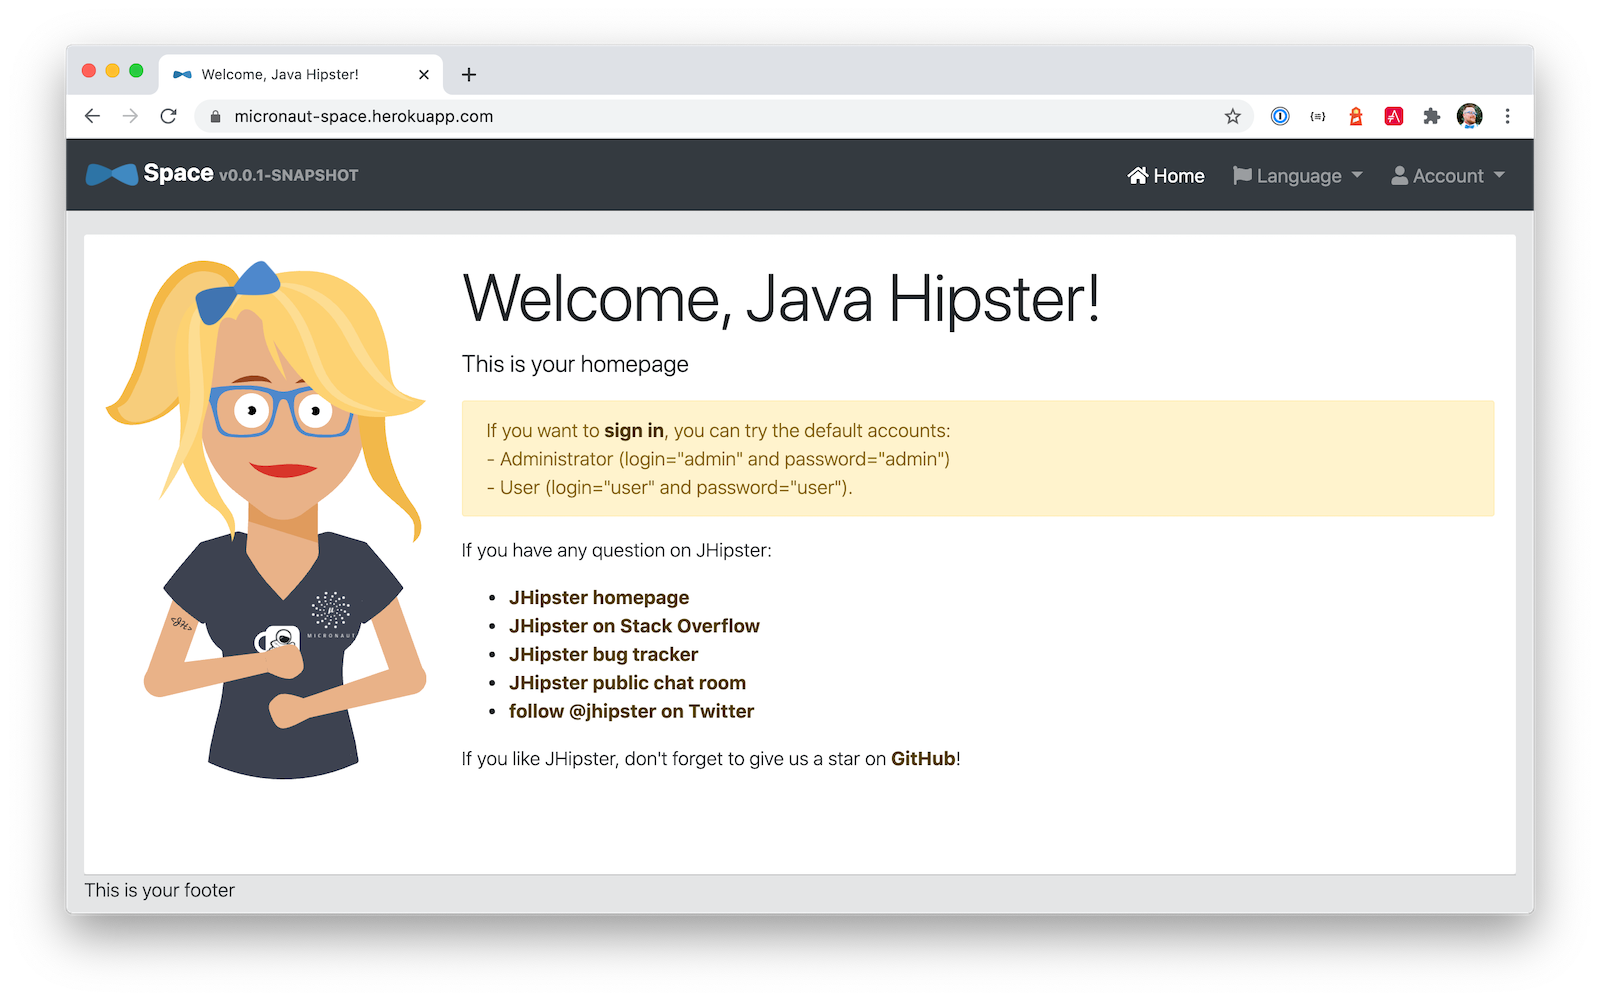 Welcome, Java Hipster!
micronaut-space.herokuapp.com
Space v0.0.1-SNAPSHOT
Home
Language
Account
Welcome, Java Hipster!
This is your homepage
If you want to sign in, you can try the default accounts:
- Administrator (login="admin" and password="admin")
- User (login="user" and password="user").
If you have any question on JHipster:
• JHipster homepage
• JHipster on Stack Overflow
• JHipster bug tracker
• JHipster public chat room
• follow @jhipster on Twitter
If you like JHipster, don't forget to give us a star on GitHub!
μ
MICRONAUT
<JH>
This is your footer